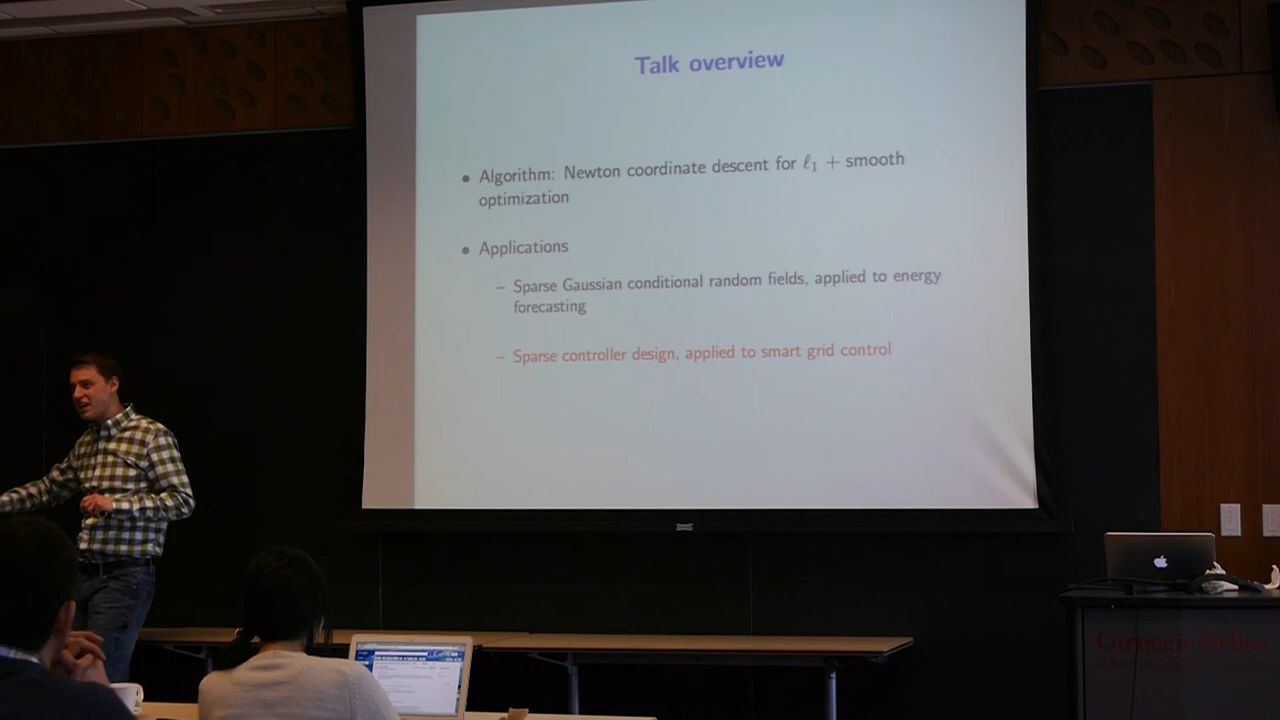 Talk overview
• Algorithm: Newton coordinate descent for ℓ₁ + smooth
optimization
• Applications
– Sparse Gaussian conditional random fields, applied to energy
forecasting
– Sparse controller design, applied to smart grid control
Carnegie Mellon